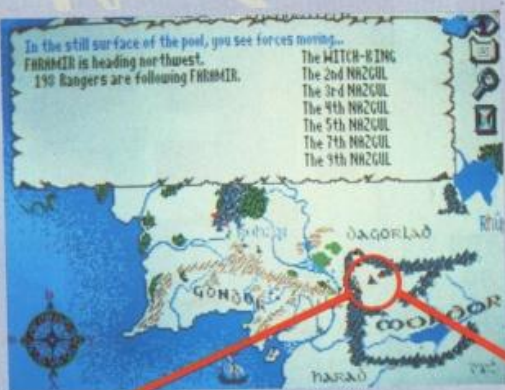 In the still surface of the pool, you see forces moving...
FARAMIR is heading northwest.
198 Rangers are following FARAMIR.
The WITCH-KING
The 2nd NAZGUL
The 3rd NAZGUL
The 4th NAZGUL
The 5th NAZGUL
The 7th NAZGUL
The 9th NAZGUL
DAGORLAD
GONDOR
MORDOR
HARAD